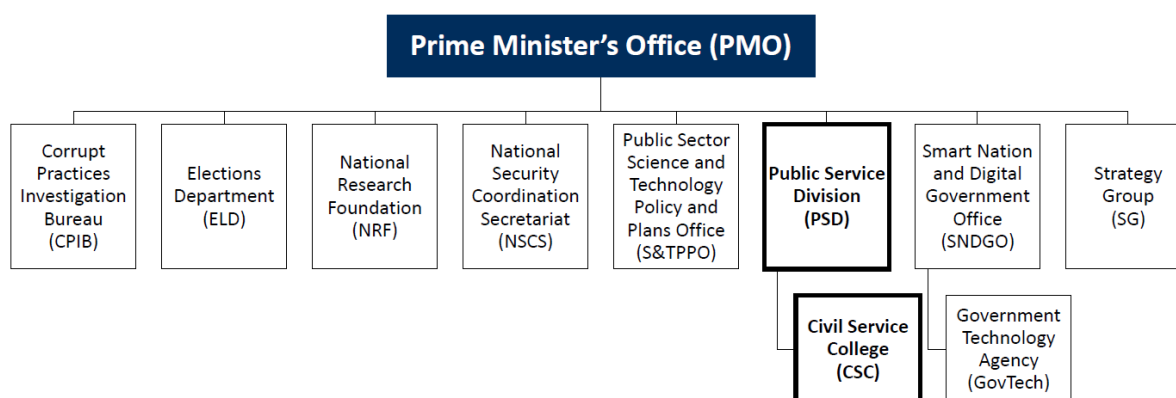 Prime Minister's Office (PMO)
Corrupt
Practices
Investigation
Bureau
(CPIB)
Elections
Department
(ELD)
National
Research
Foundation
(NRF)
National
Security
Coordination
Secretariat
(NSCS)
Public Sector
Science and
Technology
Policy and
Plans Office
(S&TPPO)
Public Service
Division
(PSD)
Smart Nation
and Digital
Government
Office
(SNDGO)
Strategy
Group
(SG)
Civil Service
College
(CSC)
Government
Technology
Agency
(GovTech)